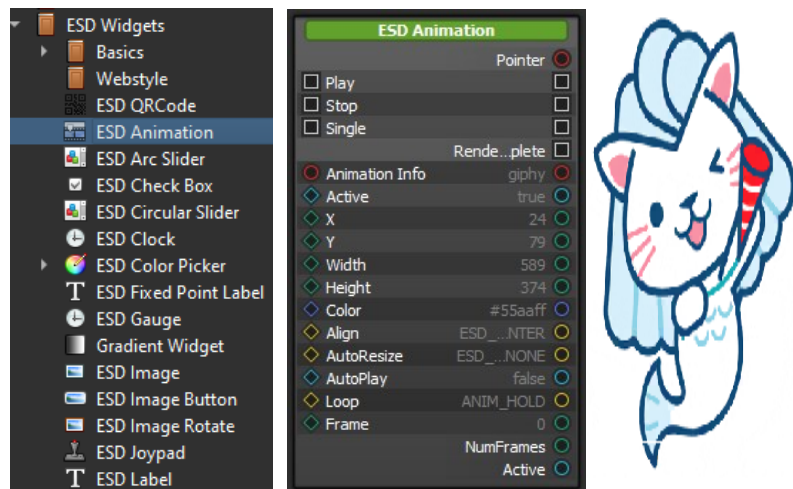 ESD Widgets
Basics
Webstyle
ESD QRCode
ESD Animation
ESD Arc Slider
ESD Check Box
ESD Circular Slider
ESD Clock
ESD Color Picker
ESD Fixed Point Label
ESD Gauge
Gradient Widget
ESD Image
ESD Image Button
ESD Image Rotate
ESD Joypad
ESD Label
ESD Animation
Pointer
Play
Stop
Single
Rende...plete
Animation Info giphy
Active true
X 24
Y 79
Width 589
Height 374
Color #55aaff
Align ESD_...NTER
AutoResize ESD_...NONE
AutoPlay false
Loop ANIM_HOLD
Frame 0
NumFrames
Active